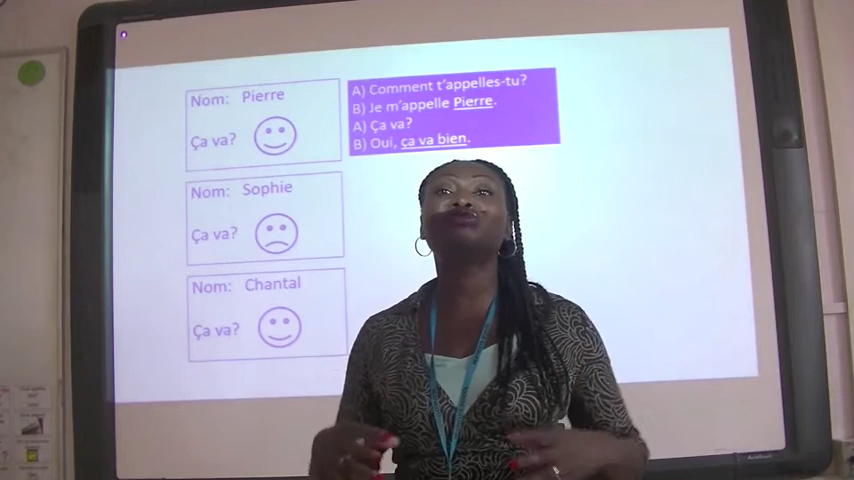 Nom: Pierre
Ça va?
A) Comment t'appelles-tu?
B) Je m'appelle Pierre.
A) Ça va?
B) Oui, ça va bien.
Nom: Sophie
Ça va?
Nom: Chantal
Ça va?